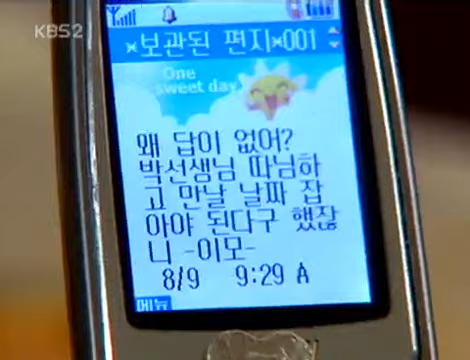 KBS2
*보관된 편지*001
One
sweet day
왜 답이 없어?
박선생님 따님하
고 만날 날짜 잡
아야 된다구 했잖
니 -이모-
8/9 9:29 A
메뉴